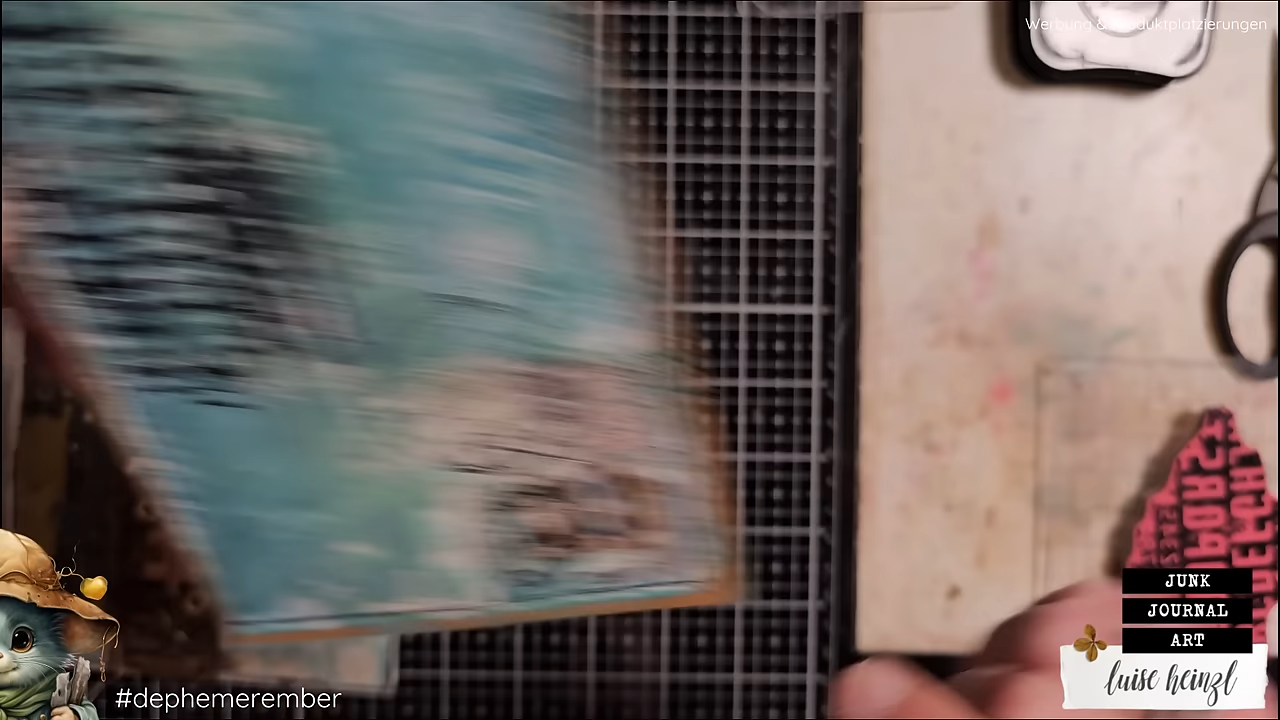 Werbung & Produktplatzierungen
JUNK
JOURNAL
ART
luise heinzl
#dephemerember